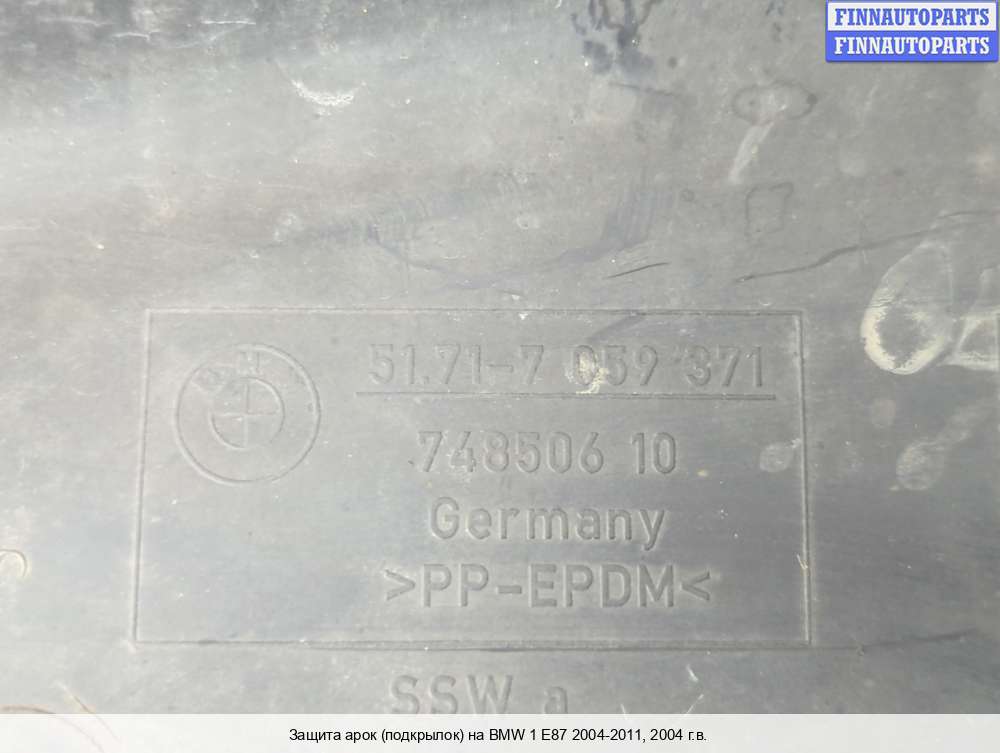 FINNAUTOPARTS
FINNAUTOPARTS
BMW
51.71-7 059 371
748506 10
Germany
>PP-EPDM<
SSW a
Защита арок (подкрылок) на BMW 1 E87 2004-2011, 2004 г.в.